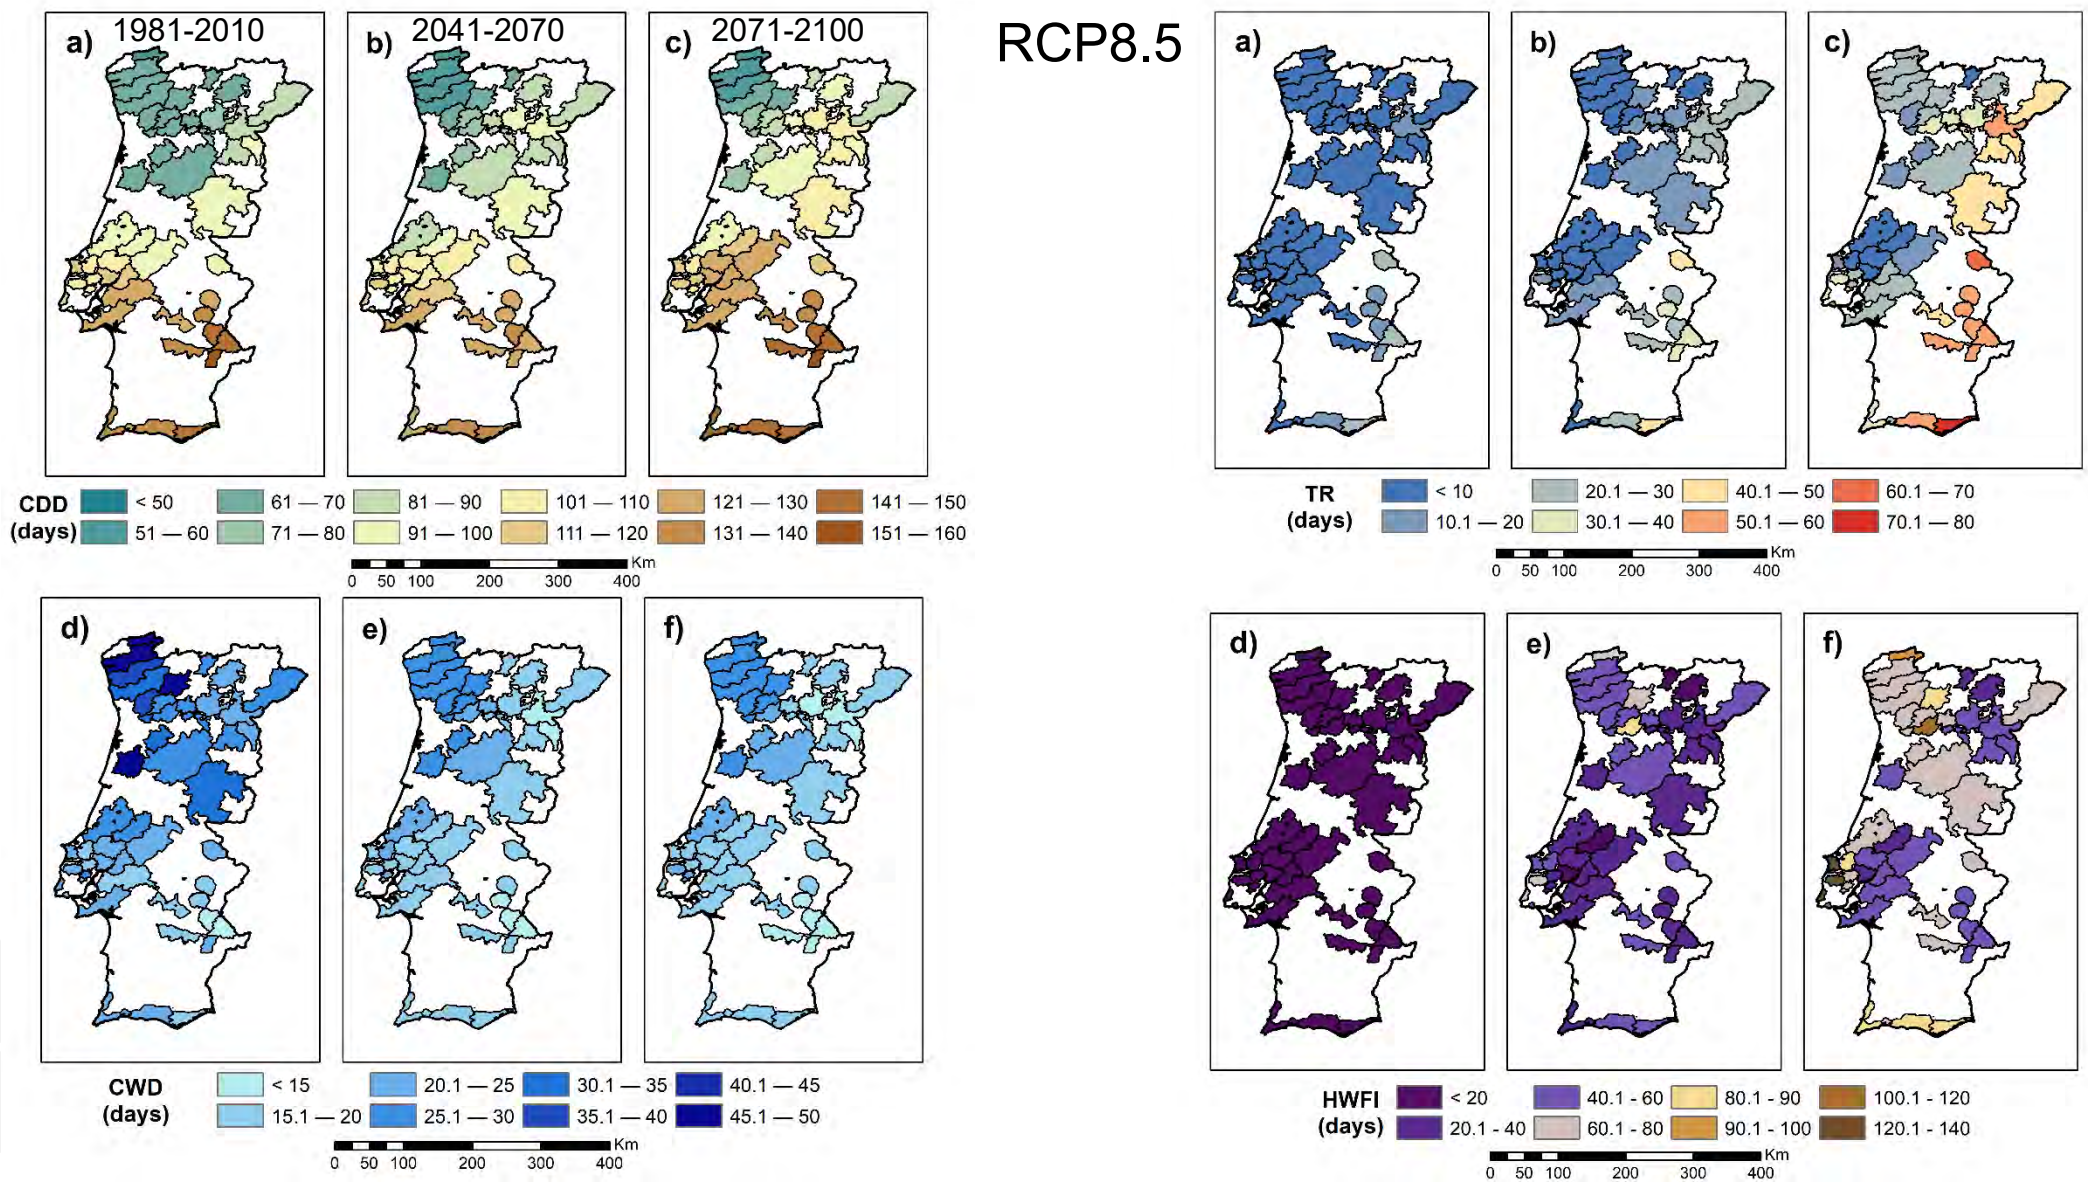 1981-2010
2041-2070
2071-2100
RCP8.5
a)
b)
c)
a)
b)
c)
CDD
(days)
< 50
61 — 70
81 — 90
101 — 110
121 — 130
141 — 150
51 — 60
71 — 80
91 — 100
111 — 120
131 — 140
151 — 160
Km
0 50 100 200 300 400
TR
(days)
< 10
20.1 — 30
40.1 — 50
60.1 — 70
10.1 — 20
30.1 — 40
50.1 — 60
70.1 — 80
Km
0 50 100 200 300 400
d)
e)
f)
d)
e)
f)
CWD
(days)
< 15
20.1 — 25
30.1 — 35
40.1 — 45
15.1 — 20
25.1 — 30
35.1 — 40
45.1 — 50
Km
0 50 100 200 300 400
HWFI
(days)
< 20
40.1 - 60
80.1 - 90
100.1 - 120
20.1 - 40
60.1 - 80
90.1 - 100
120.1 - 140
Km
0 50 100 200 300 400